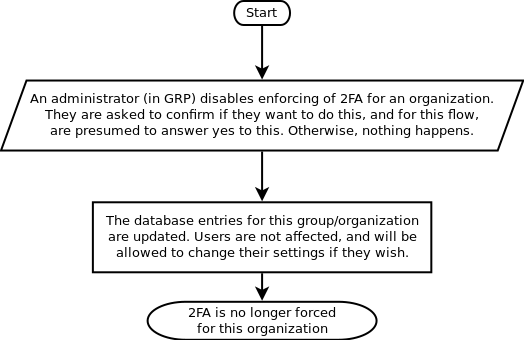 Start
An administrator (in GRP) disables enforcing of 2FA for an organization.
They are asked to confirm if they want to do this, and for this flow,
are presumed to answer yes to this. Otherwise, nothing happens.
The database entries for this group/organization
are updated. Users are not affected, and will be
allowed to change their settings if they wish.
2FA is no longer forced
for this organization